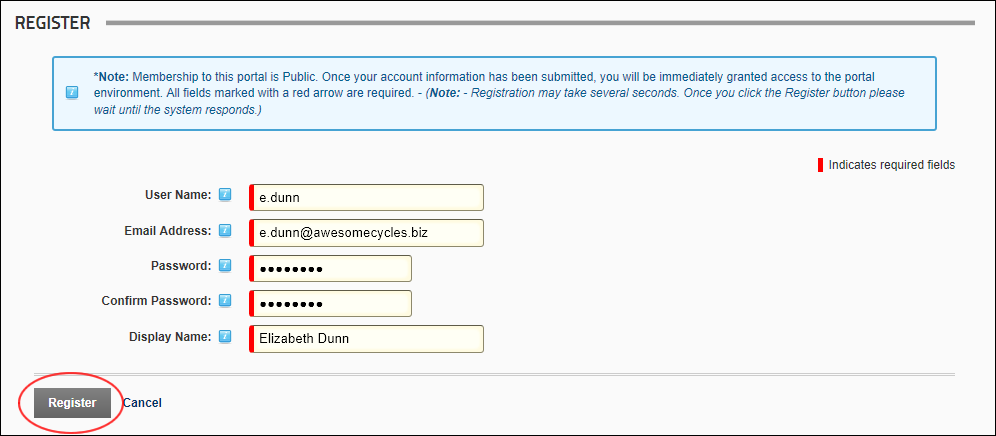 REGISTER
*Note: Membership to this portal is Public. Once your account information has been submitted, you will be immediately granted access to the portal
environment. All fields marked with a red arrow are required. - (Note: - Registration may take several seconds. Once you click the Register button please
wait until the system responds.)
Indicates required fields
User Name: e.dunn
Email Address: e.dunn@awesomecycles.biz
Password: ●●●●●●●●
Confirm Password: ●●●●●●●●
Display Name: Elizabeth Dunn
Register Cancel